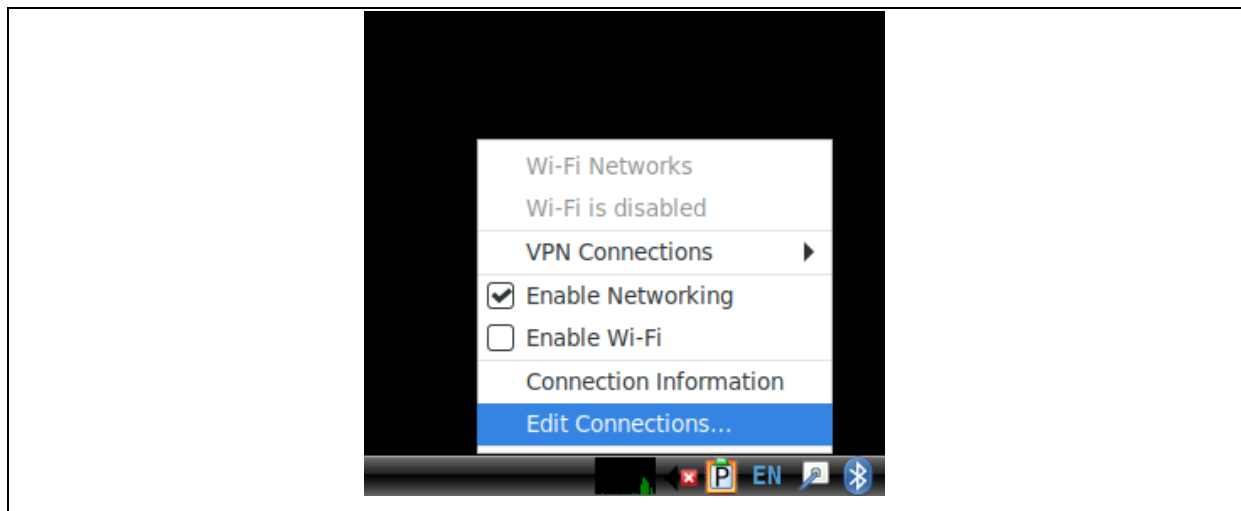 Wi-Fi Networks
Wi-Fi is disabled
VPN Connections
Enable Networking
Enable Wi-Fi
Connection Information
Edit Connections...
P EN